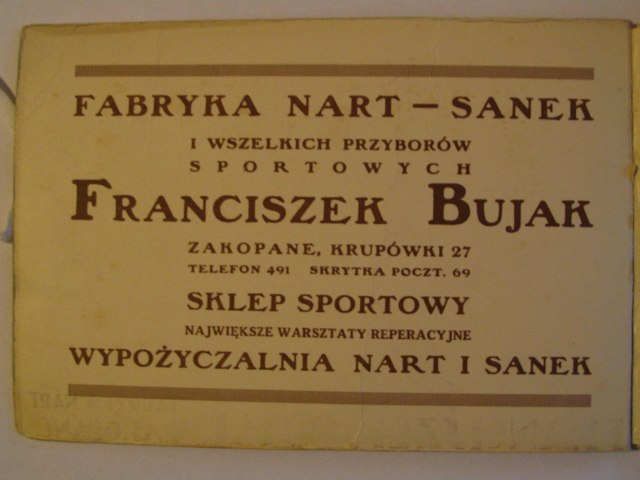 FABRYKA NART – SANEK
I WSZELKICH PRZYBORÓW
SPORTOWYCH
FRANCISZEK BUJAK
ZAKOPANE, KRUPÓWKI 27
TELEFON 491 SKRYTKA POCZT. 69
SKLEP SPORTOWY
NAJWIĘKSZE WARSZTATY REPERACYJNE
WYPOŻYCZALNIA NART I SANEK